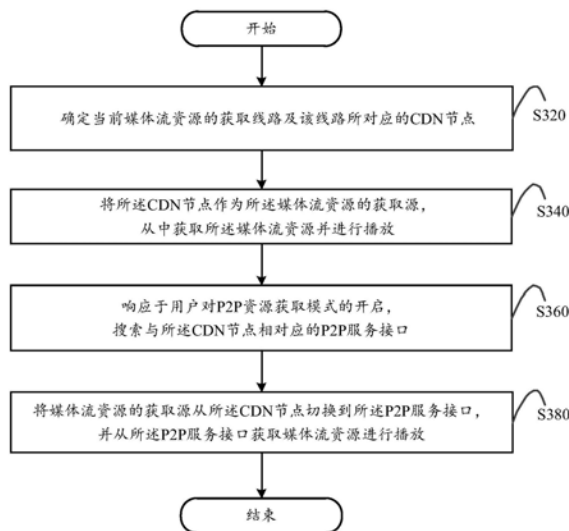 开始
确定当前媒体流资源的获取线路及该线路所对应的CDN节点
S320
将所述CDN节点作为所述媒体流资源的获取源，
从中获取所述媒体流资源并进行播放
S340
响应于用户对P2P资源获取模式的开启，
搜索与所述CDN节点相对应的P2P服务接口
S360
将媒体流资源的获取源从所述CDN节点切换到所述P2P服务接口，
并从所述P2P服务接口获取媒体流资源进行播放
S380
结束